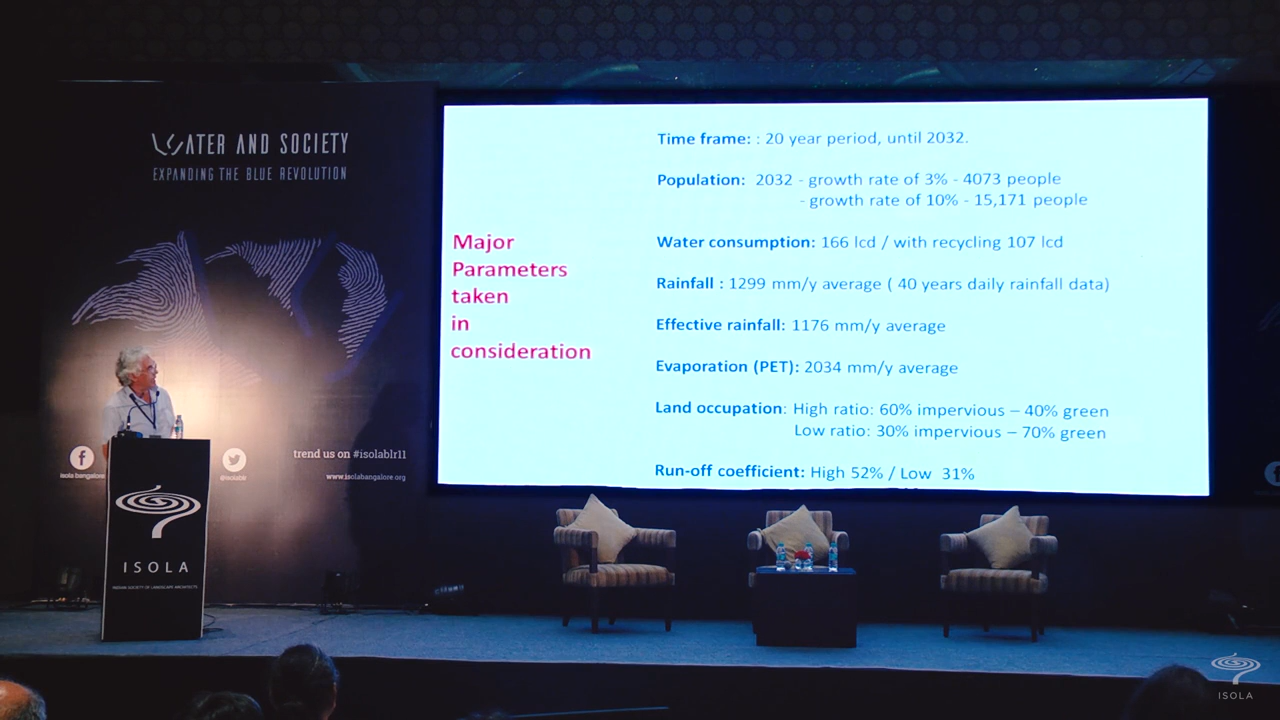 WATER AND SOCIETY
EXPANDING THE BLUE REVOLUTION
Major
Parameters
taken
in
consideration
Time frame: : 20 year period, until 2032.
Population: 2032 - growth rate of 3% - 4073 people
- growth rate of 10% - 15,171 people
Water consumption: 166 lcd / with recycling 107 lcd
Rainfall : 1299 mm/y average ( 40 years daily rainfall data)
Effective rainfall: 1176 mm/y average
Evaporation (PET): 2034 mm/y average
Land occupation: High ratio: 60% impervious – 40% green
Low ratio: 30% impervious – 70% green
Run-off coefficient: High 52% / Low 31%
isola bangalore
@isolablr
trend us on #isolablr11
www.isolabangalore.org
ISOLA
INDIAN SOCIETY OF LANDSCAPE ARCHITECTS
ISOLA